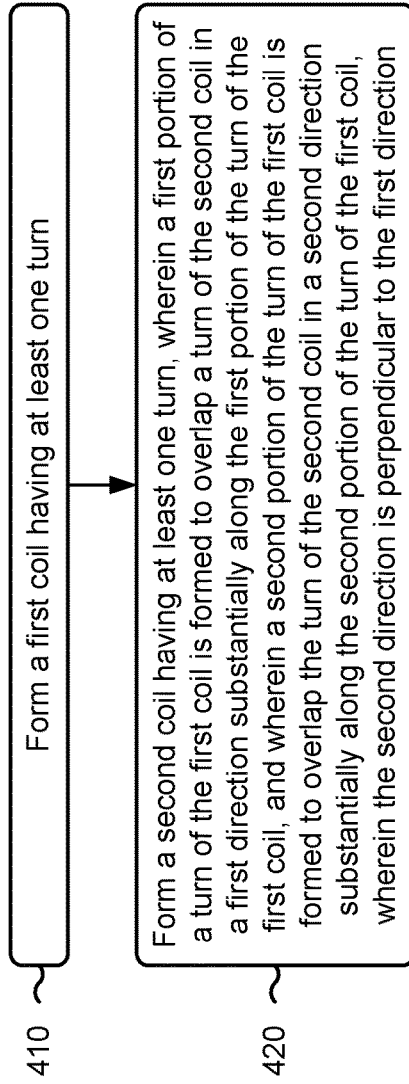 410
Form a first coil having at least one turn
420
Form a second coil having at least one turn, wherein a first portion of
a turn of the first coil is formed to overlap a turn of the second coil in
a first direction substantially along the first portion of the turn of the
first coil, and wherein a second portion of the turn of the first coil is
formed to overlap the turn of the second coil in a second direction
substantially along the second portion of the turn of the first coil,
wherein the second direction is perpendicular to the first direction